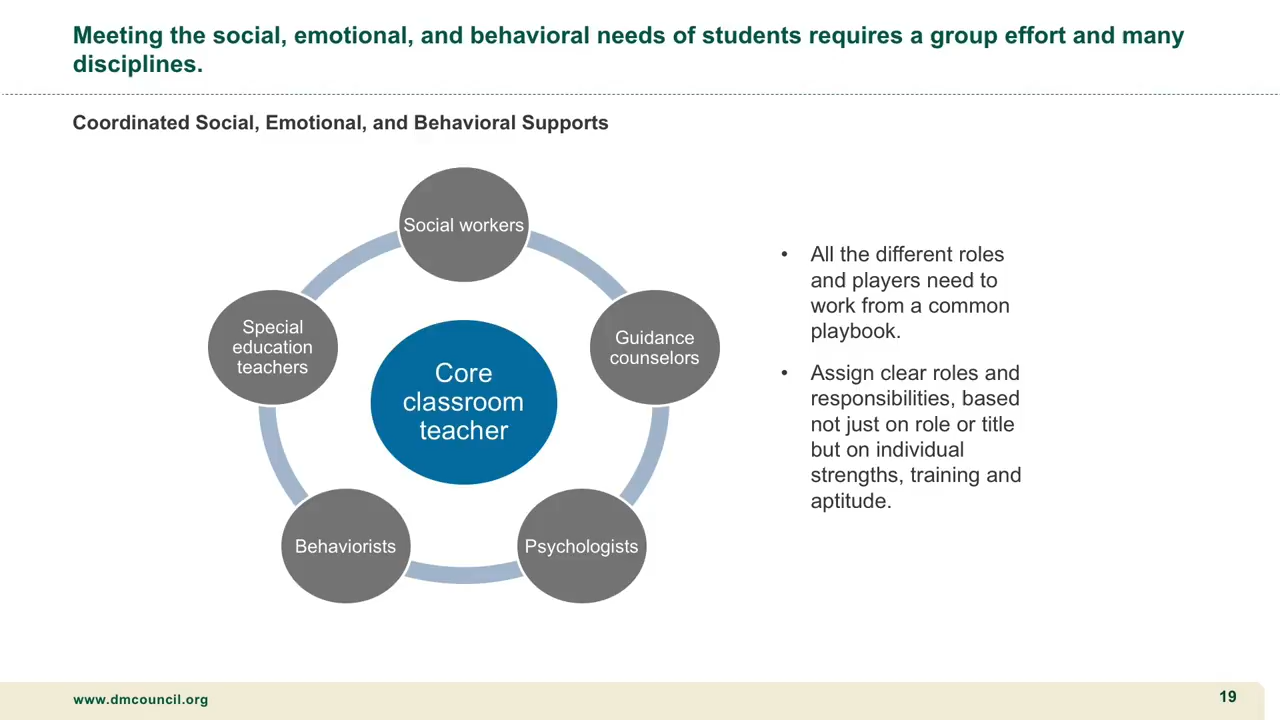 Meeting the social, emotional, and behavioral needs of students requires a group effort and many
disciplines.
Coordinated Social, Emotional, and Behavioral Supports
Social workers
Guidance
counselors
Psychologists
Behaviorists
Special
education
teachers
Core
classroom
teacher
• All the different roles
and players need to
work from a common
playbook.
• Assign clear roles and
responsibilities, based
not just on role or title
but on individual
strengths, training and
aptitude.
www.dmcouncil.org
19